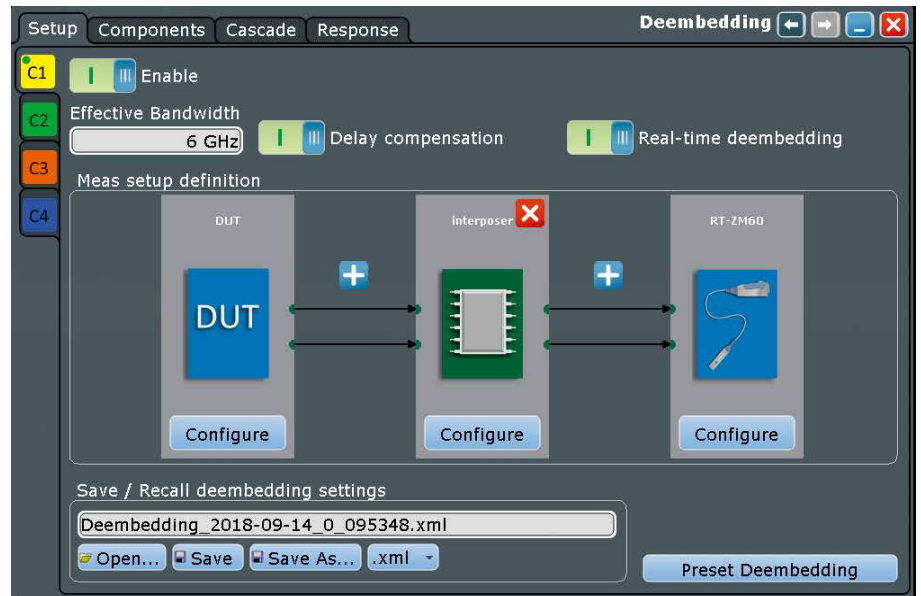 Setup Components Cascade Response Deembedding
C1
C2
C3
C4
Enable
Effective Bandwidth
6 GHz
Delay compensation
Real-time deembedding
Meas setup definition
DUT interposer RT-ZM60
DUT
Configure Configure Configure
Save / Recall deembedding settings
Deembedding_2018-09-14_0_095348.xml
Open... Save Save As... .xml
Preset Deembedding